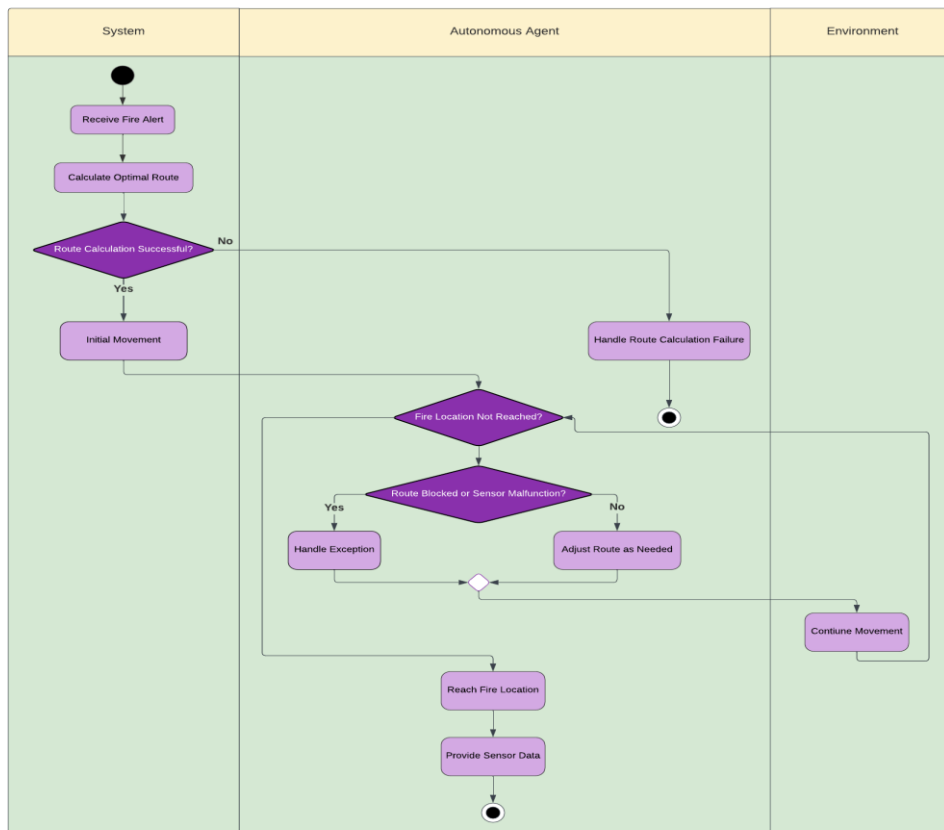 System
Autonomous Agent
Environment
Receive Fire Alert
Calculate Optimal Route
Route Calculation Successful?
No
Yes
Initial Movement
Handle Route Calculation Failure
Fire Location Not Reached?
Route Blocked or Sensor Malfunction?
Yes
No
Handle Exception
Adjust Route as Needed
Contiune Movement
Reach Fire Location
Provide Sensor Data